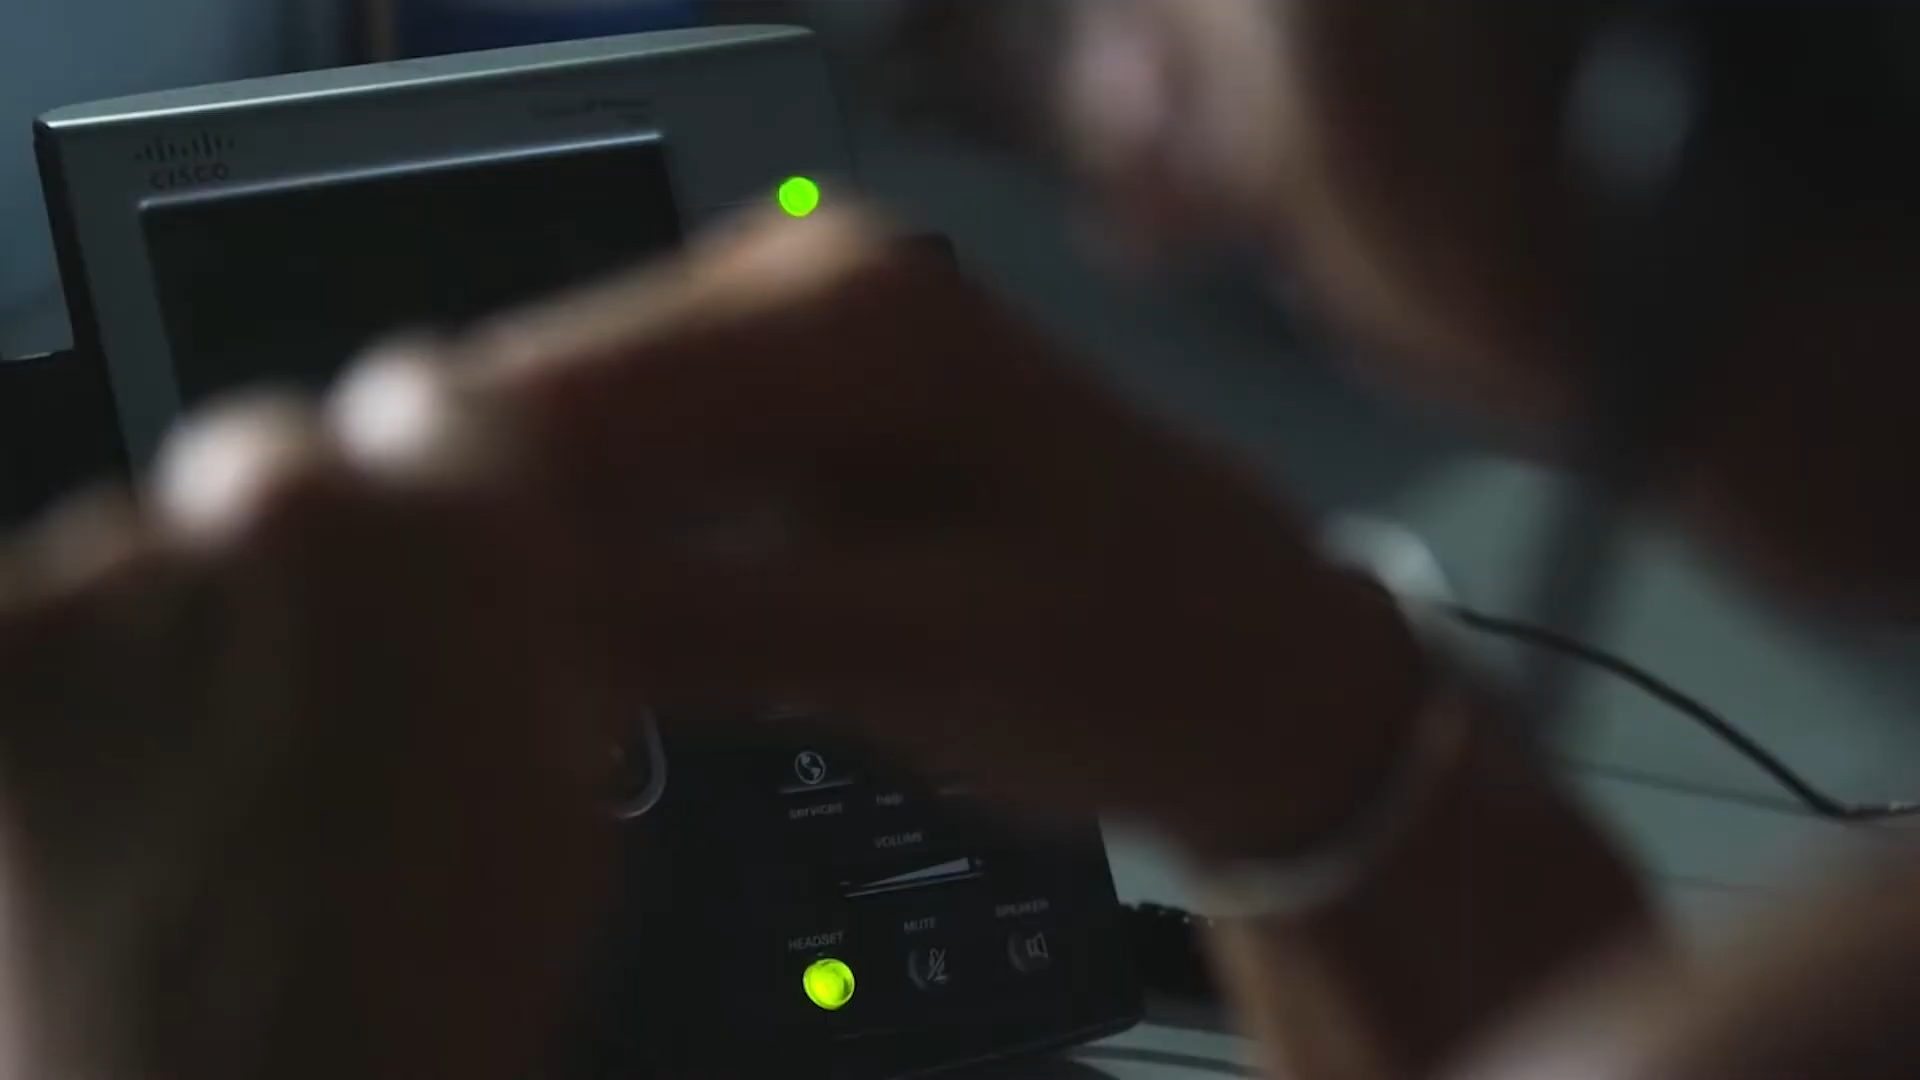 CISCO
services
help
VOLUME
HEADSET
MUTE
SPEAKER